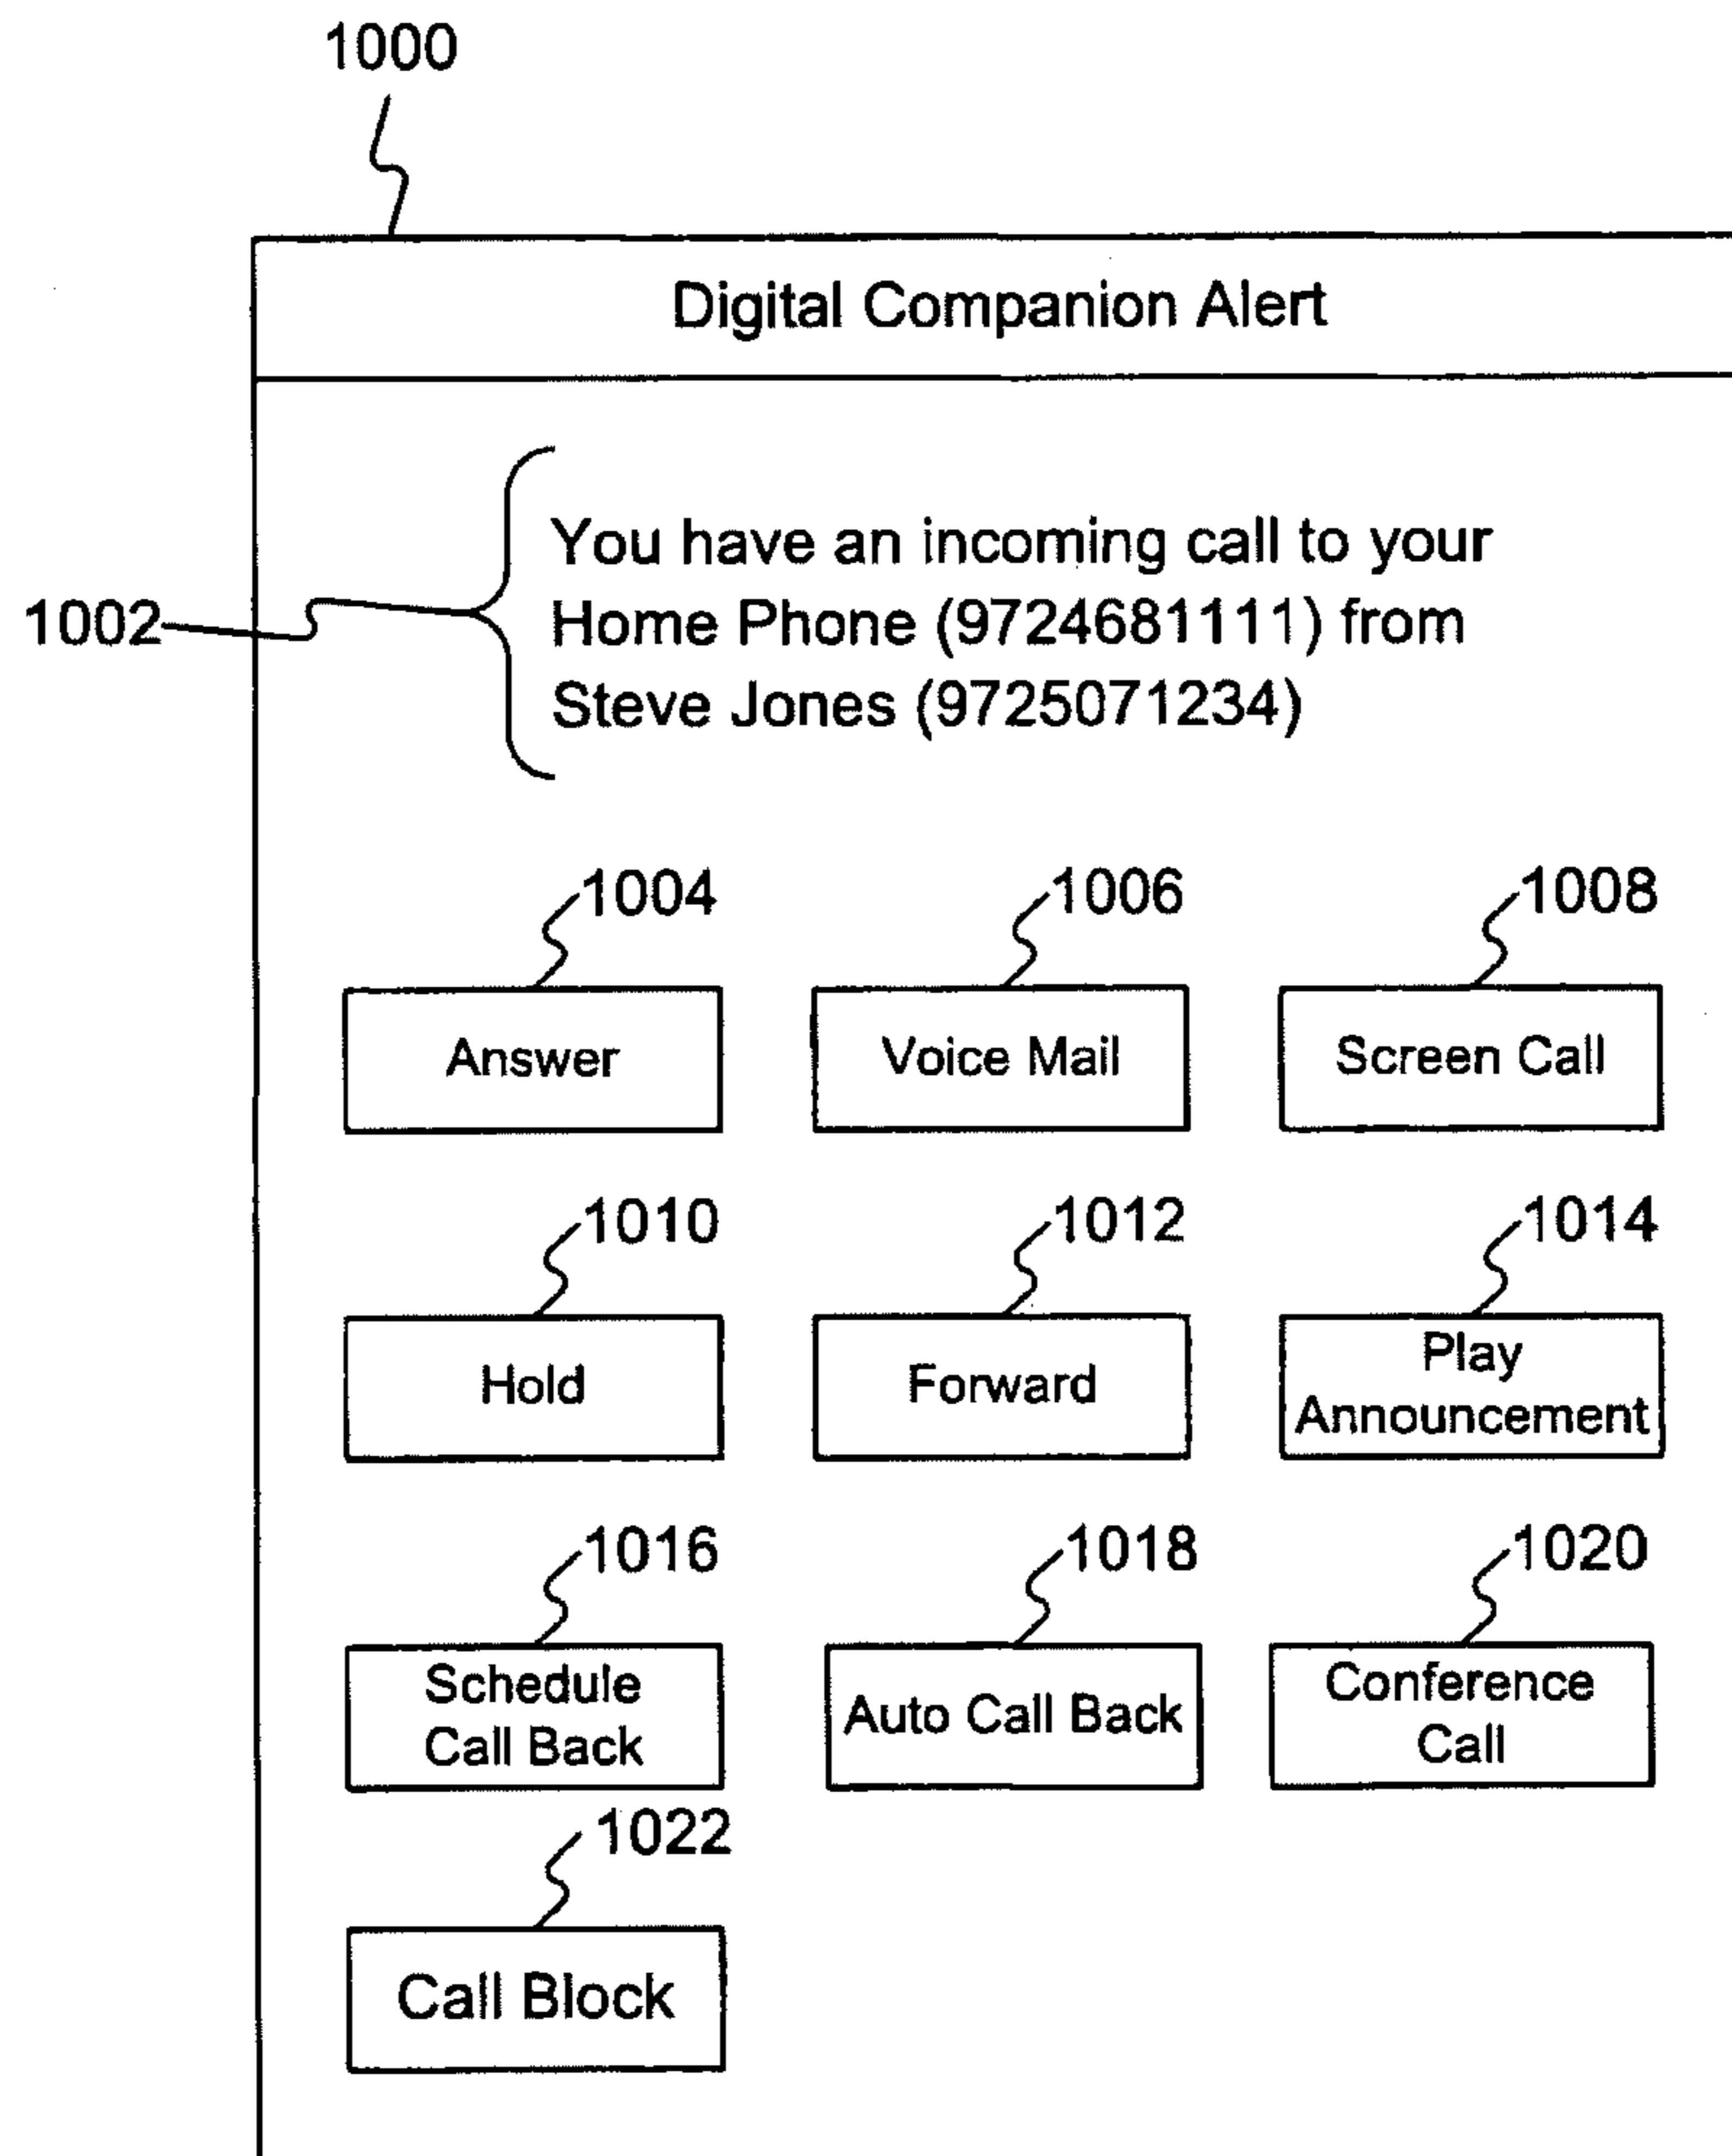 1000
Digital Companion Alert
You have an incoming call to your
1002
Home Phone (9724681111) from
Steve Jones (9725071234)
1004
1006
1008
Answer
Voice Mail
Screen Call
1010
1012
1014
Hold
Forward
Play
Announcement
1016
1018
1020
Schedule
Call Back
Auto Call Back
Conference
Call
1022
Call Block